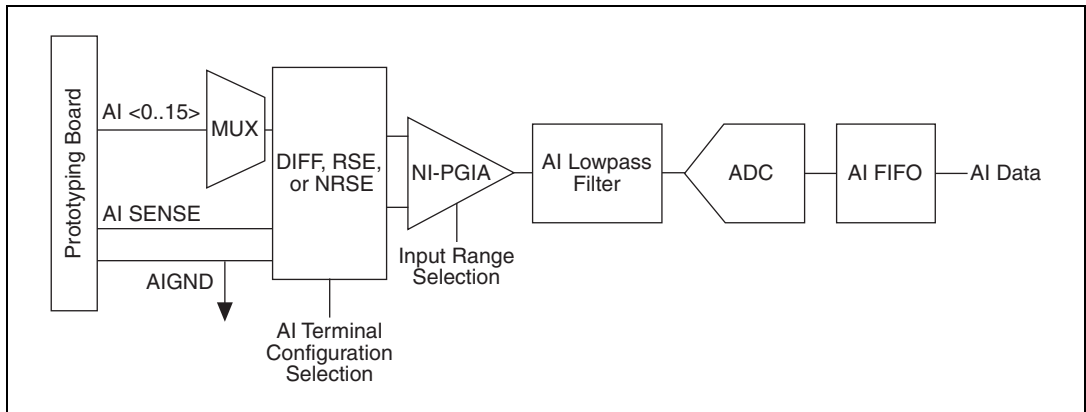 Prototyping Board
AI <0..15>
MUX
AI SENSE
AIGND
DIFF, RSE,
or NRSE
AI Terminal
Configuration
Selection
NI-PGIA
Input Range
Selection
AI Lowpass
Filter
ADC
AI FIFO
AI Data